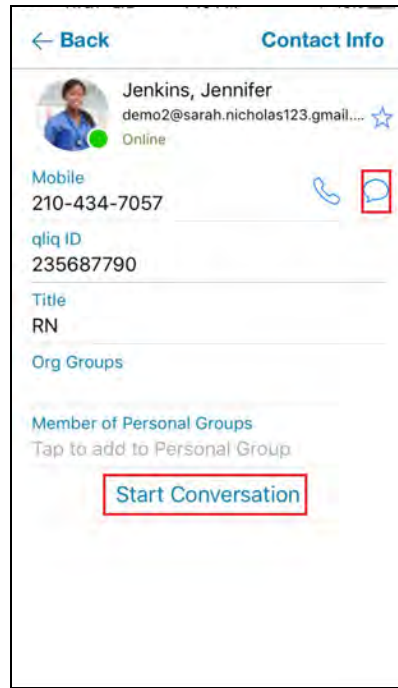 ← Back Contact Info
Jenkins, Jennifer
demo2@sarah.nicholas123.gmail....
Online
Mobile
210-434-7057
qliq ID
235687790
Title
RN
Org Groups
Member of Personal Groups
Tap to add to Personal Group
Start Conversation